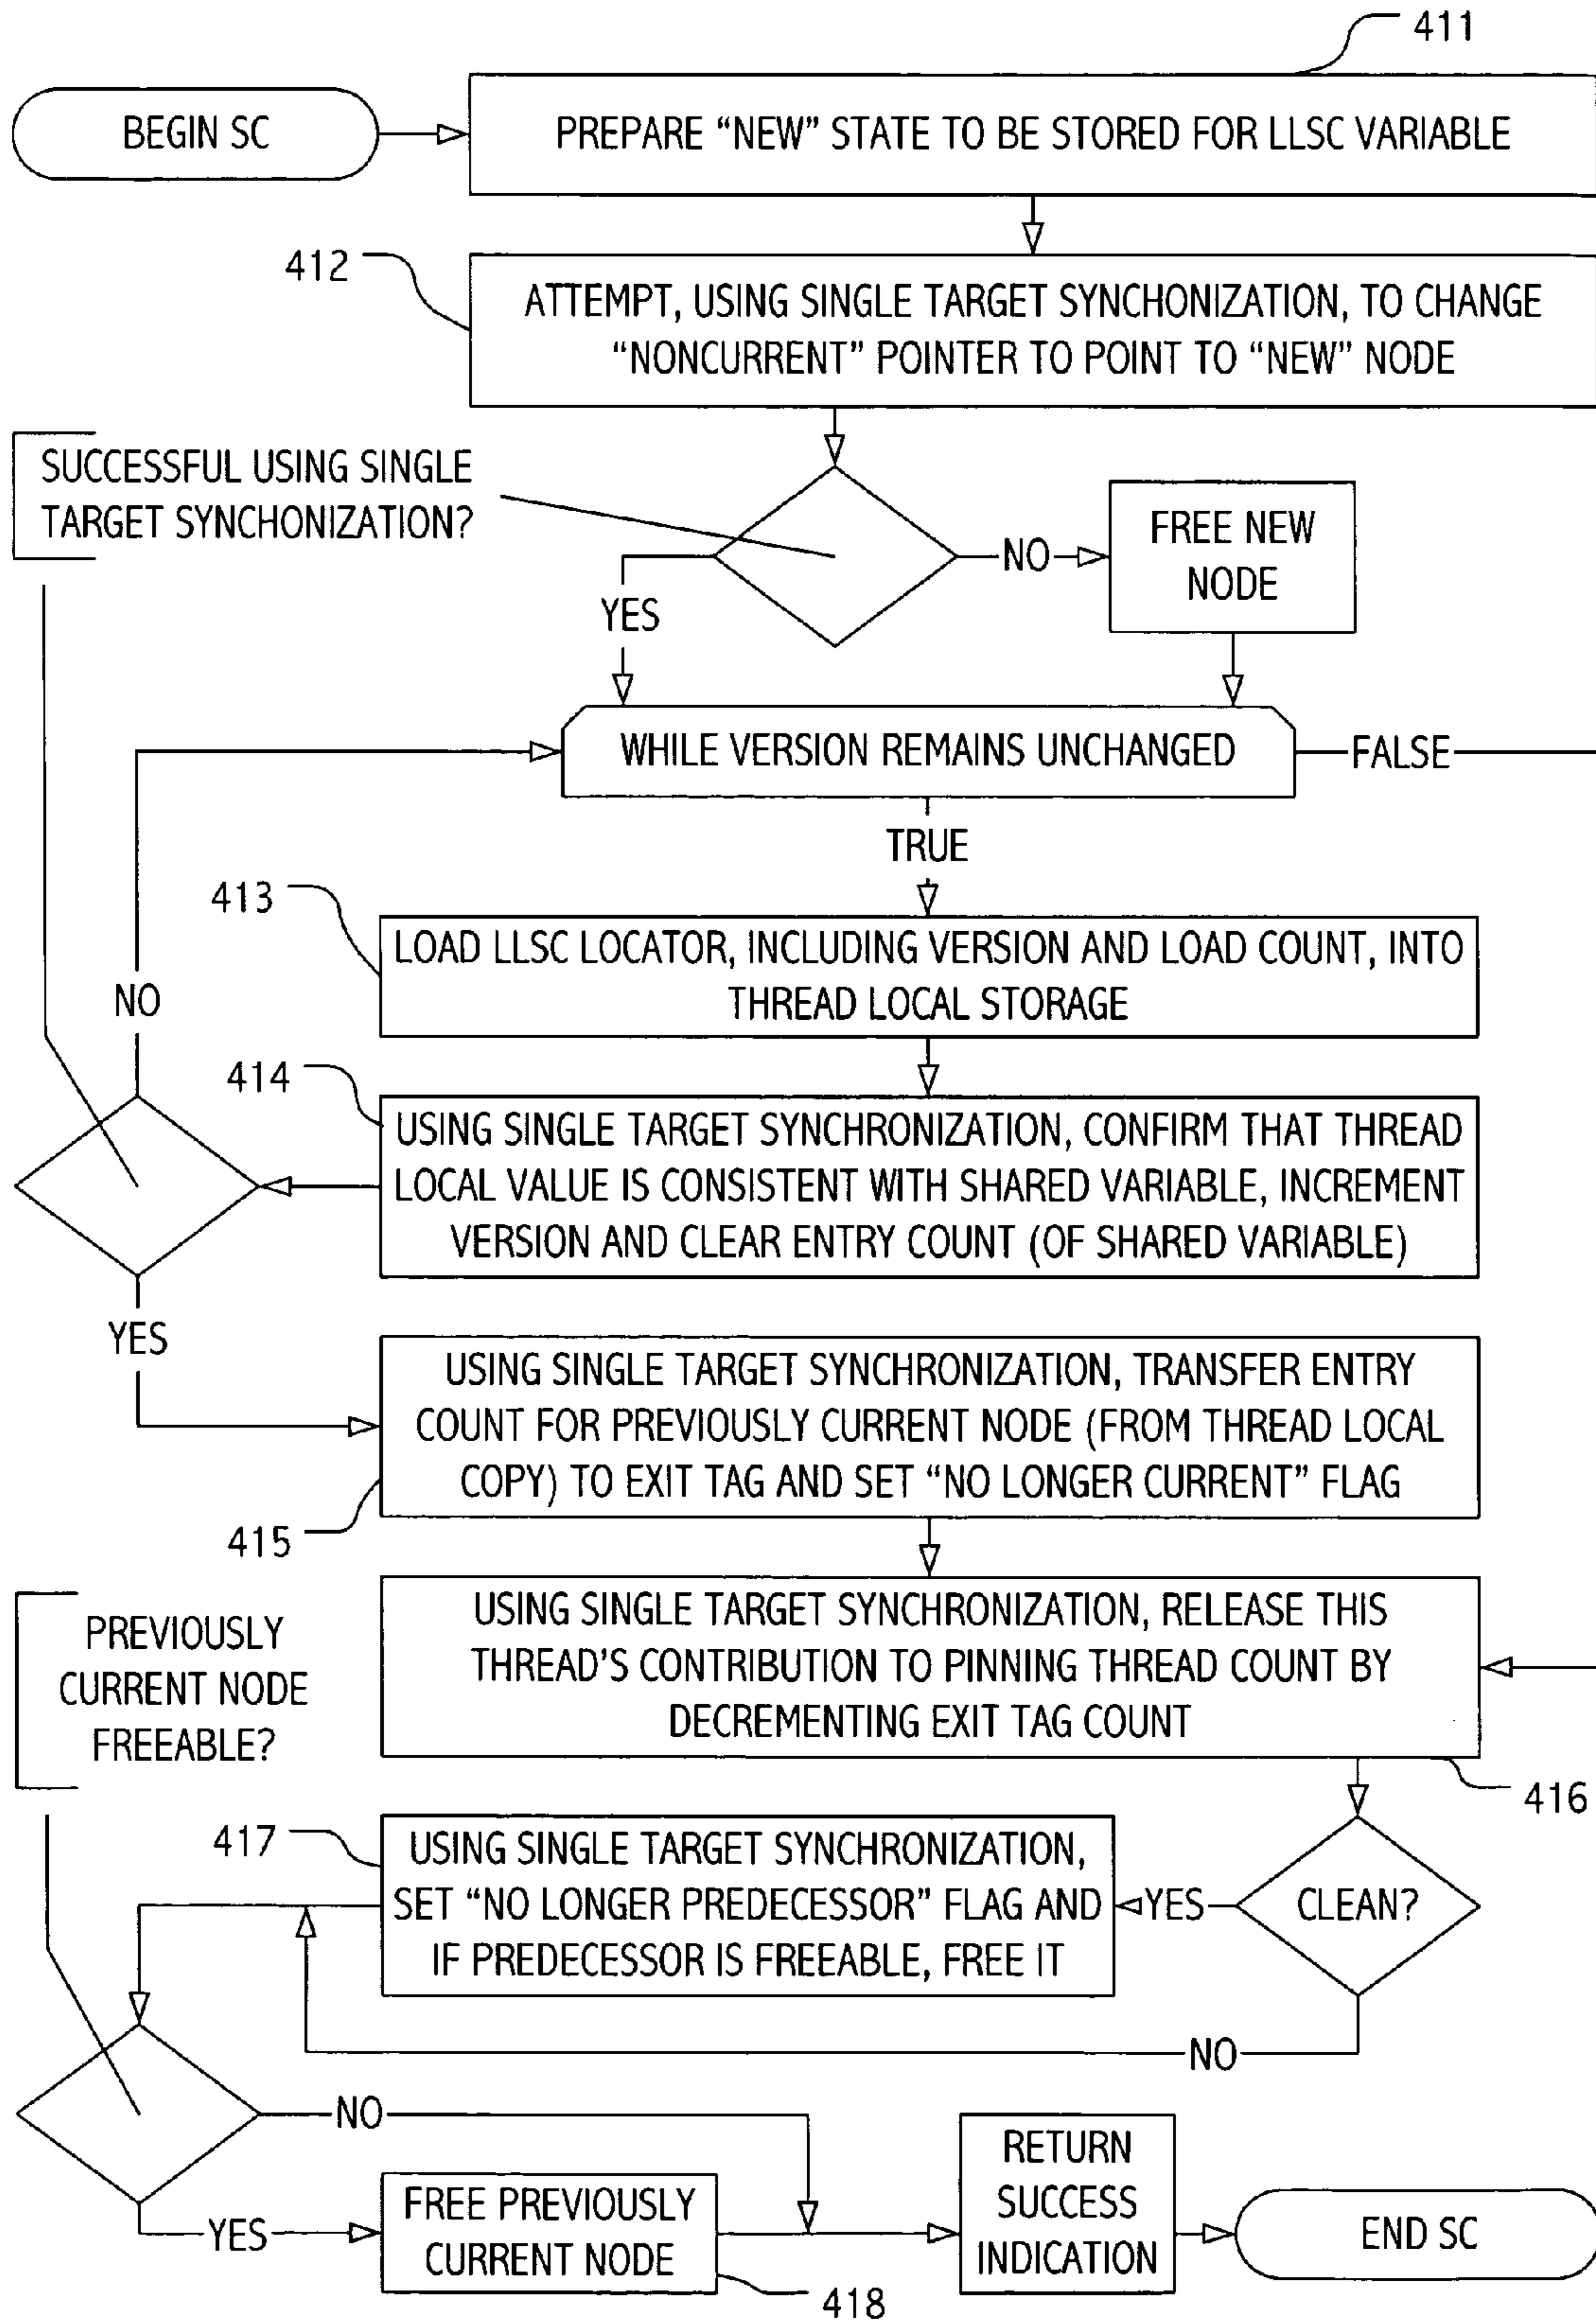 411
BEGIN SC
PREPARE “NEW” STATE TO BE STORED FOR LLSC VARIABLE
412
ATTEMPT, USING SINGLE TARGET SYNCHONIZATION, TO CHANGE
“NONCURRENT” POINTER TO POINT TO “NEW” NODE
SUCCESSFUL USING SINGLE
TARGET SYNCHONIZATION?
NO
FREE NEW
NODE
YES
WHILE VERSION REMAINS UNCHANGED
FALSE
TRUE
413
LOAD LLSC LOCATOR, INCLUDING VERSION AND LOAD COUNT, INTO
THREAD LOCAL STORAGE
NO
414
USING SINGLE TARGET SYNCHRONIZATION, CONFIRM THAT THREAD
LOCAL VALUE IS CONSISTENT WITH SHARED VARIABLE, INCREMENT
VERSION AND CLEAR ENTRY COUNT (OF SHARED VARIABLE)
YES
USING SINGLE TARGET SYNCHRONIZATION, TRANSFER ENTRY
COUNT FOR PREVIOUSLY CURRENT NODE (FROM THREAD LOCAL
COPY) TO EXIT TAG AND SET “NO LONGER CURRENT” FLAG
415
USING SINGLE TARGET SYNCHRONIZATION, RELEASE THIS
THREAD'S CONTRIBUTION TO PINNING THREAD COUNT BY
DECREMENTING EXIT TAG COUNT
PREVIOUSLY
CURRENT NODE
FREEABLE?
416
417
USING SINGLE TARGET SYNCHRONIZATION,
SET “NO LONGER PREDECESSOR” FLAG AND
IF PREDECESSOR IS FREEABLE, FREE IT
YES
CLEAN?
NO
NO
RETURN
SUCCESS
INDICATION
YES
FREE PREVIOUSLY
CURRENT NODE
END SC
418